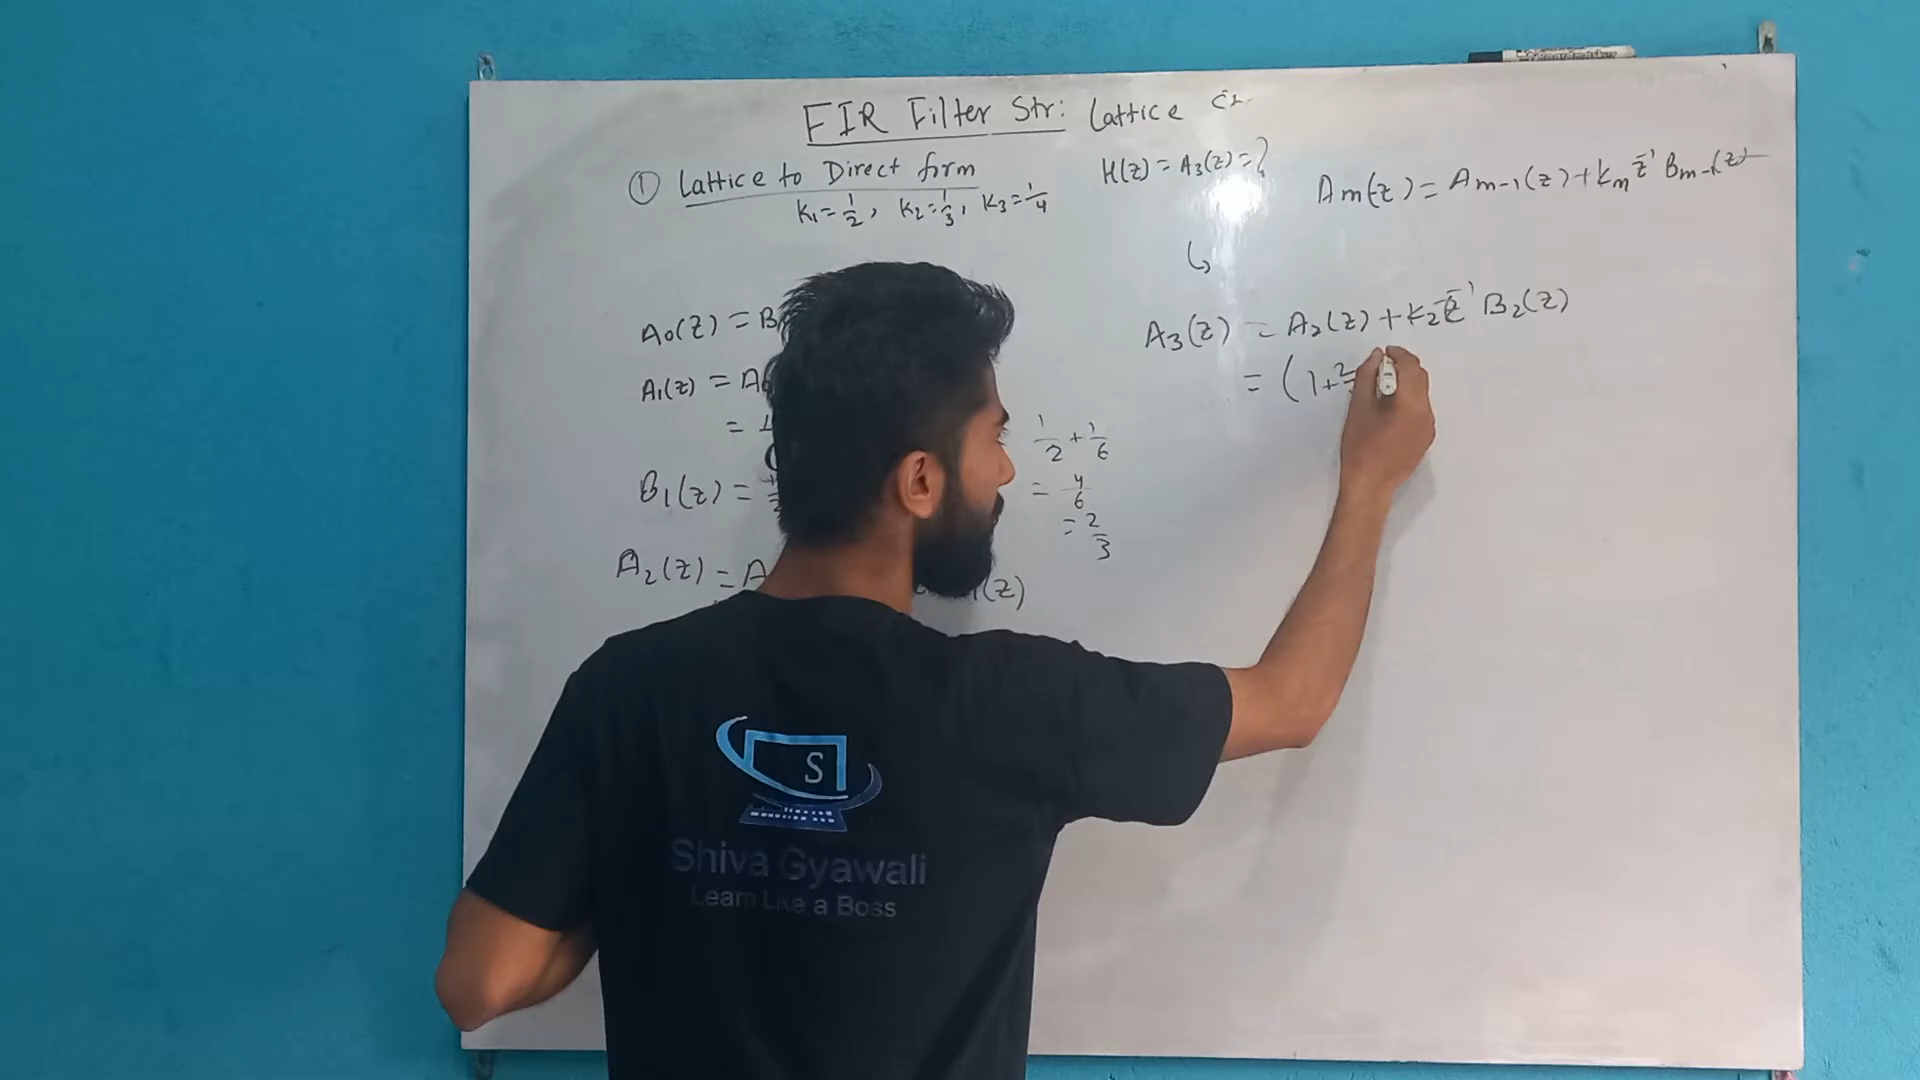 FIR Filter Str: Lattice
① Lattice to Direct form
k₁=1/2, k₂=1/3, k₃=1/4
H(z) = A₃(z) = ?
Am(z) = Am-1(z) + km z⁻¹ Bm-1(z)
A₀(z) = B
A₁(z) = A₀
=
B₁(z) =
A₂(z) = A
(z)
1/2 + 1/6
= 4/6
= 2/3
↳
A₃(z) = A₂(z) + k₂ z⁻¹ B₂(z)
= (1+2
S
Shiva Gyawali
Learn Like a Boss